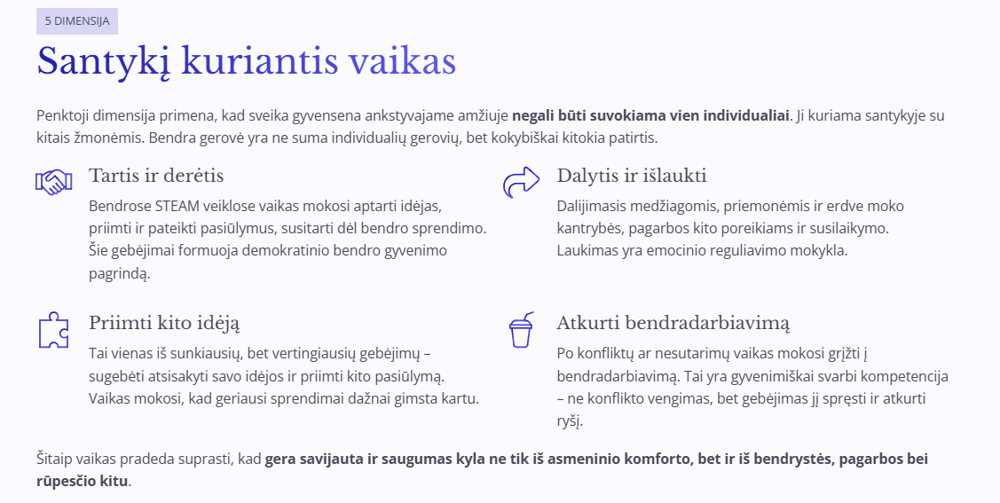 5 DIMENSIJA
Santykį kuriantis vaikas
Penktoji dimensija primena, kad sveika gyvensena ankstyvajame amžiuje negali būti suvokiama vien individualiai. Ji kuriama santykyje su
kitais žmonėmis. Bendra gerovė yra ne suma individualių gerovių, bet kokybiškai kitokia patirtis.
Tartis ir derėtis
Bendrose STEAM veiklose vaikas mokosi aptarti idėjas,
priimti ir pateikti pasiūlymus, susitarti dėl bendro sprendimo.
Šie gebėjimai formuoja demokratinio bendro gyvenimo
pagrindą.
Dalytis ir išlaukti
Dalijimasis medžiagomis, priemonėmis ir erdve moko
kantrybės, pagarbos kito poreikiams ir susilaikymo.
Laukimas yra emocinio reguliavimo mokykla.
Priimti kito idėją
Tai vienas iš sunkiausių, bet vertingiausių gebėjimų –
sugebėti atsisakyti savo idėjos ir priimti kito pasiūlymą.
Vaikas mokosi, kad geriausi sprendimai dažnai gimsta kartu.
Atkurti bendradarbiavimą
Po konfliktų ar nesutarimų vaikas mokosi grįžti į
bendradarbiavimą. Tai yra gyvenimiškai svarbi kompetencija
– ne konflikto vengimas, bet gebėjimas jį spręsti ir atkurti
ryšį.
Šitaip vaikas pradeda suprasti, kad gera savijauta ir saugumas kyla ne tik iš asmeninio komforto, bet ir iš bendrystės, pagarbos bei
rūpesčio kitu.